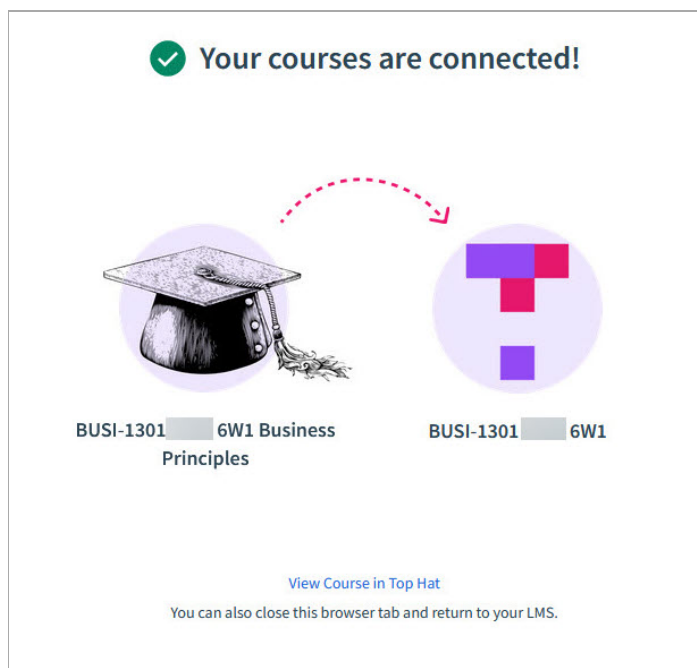 Your courses are connected!
BUSI-1301 6W1 Business
Principles
BUSI-1301 6W1
View Course in Top Hat
You can also close this browser tab and return to your LMS.